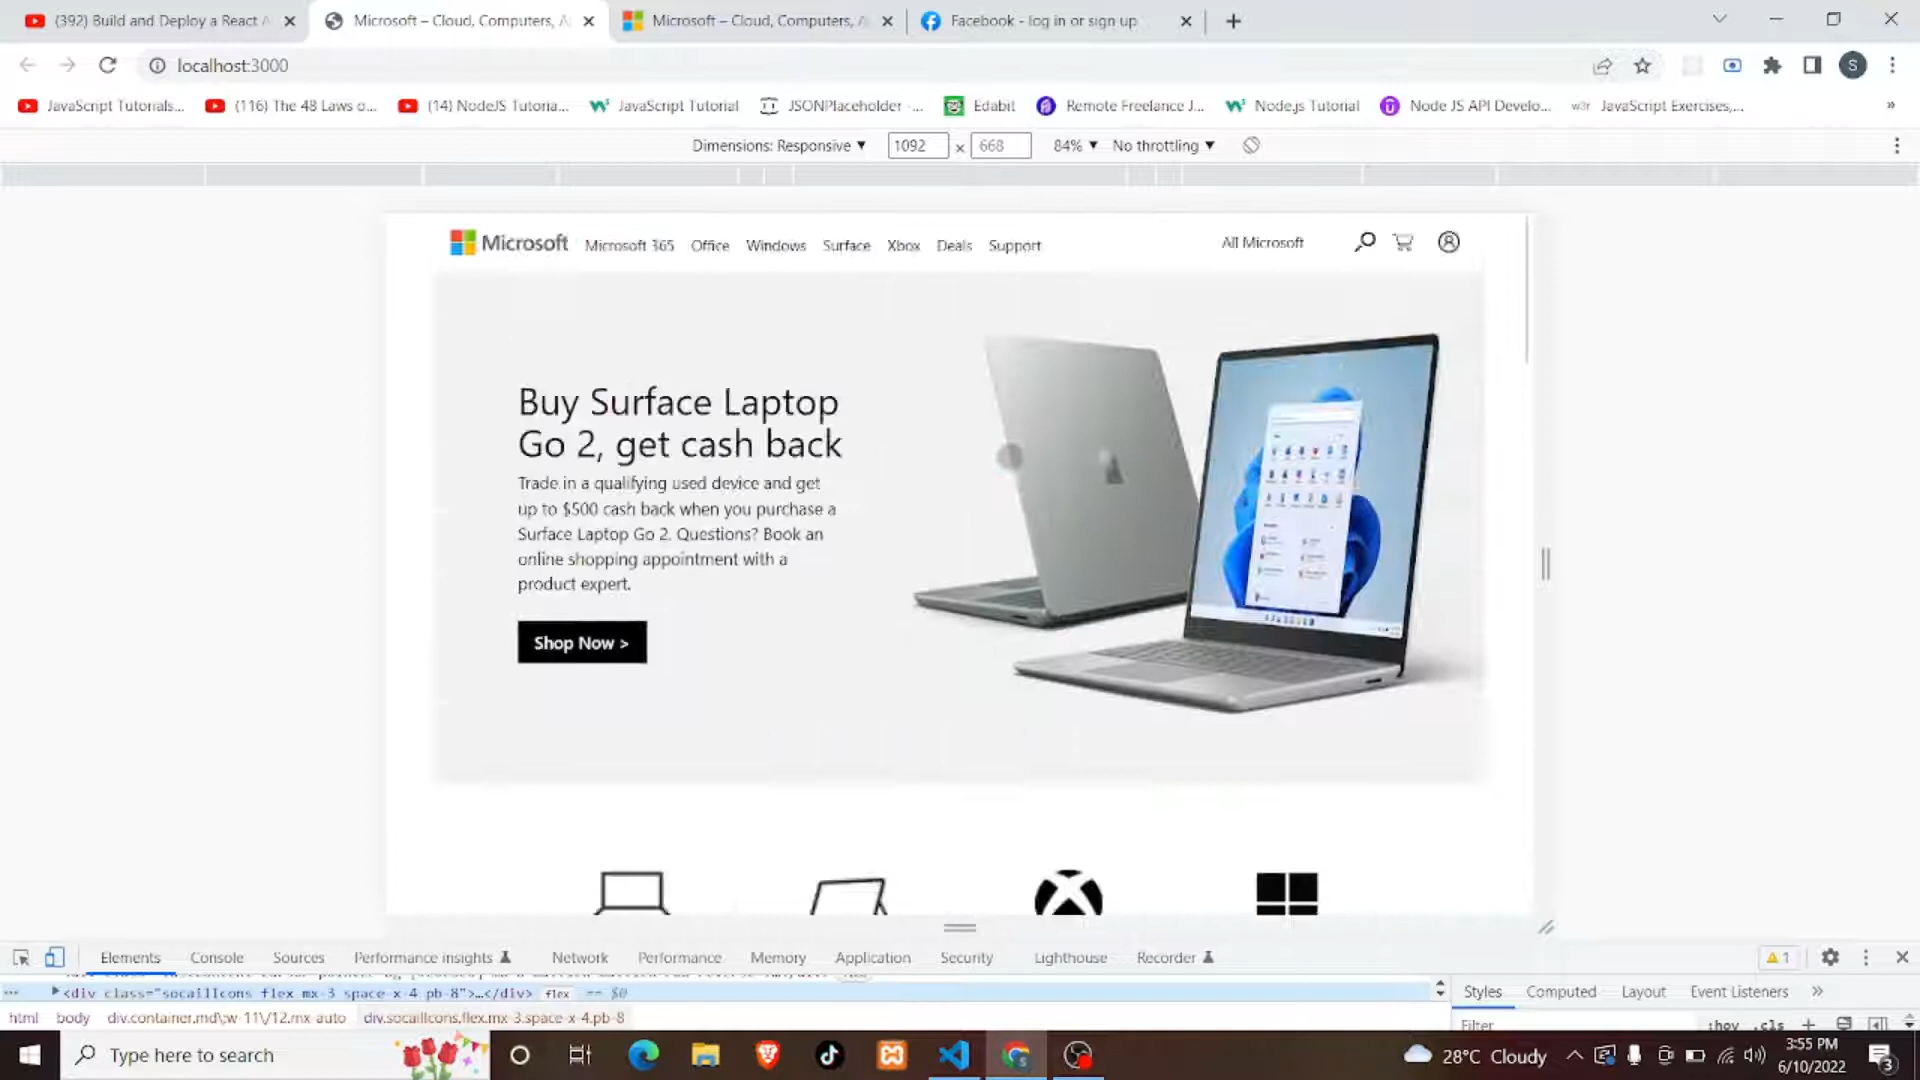 (392) Build and Deploy a React A
Microsoft – Cloud, Computers, A
Microsoft – Cloud, Computers, A
Facebook - log in or sign up
localhost:3000
S
JavaScript Tutorials...
(116) The 48 Laws o...
(14) NodeJS Tutoria...
JavaScript Tutorial
JSONPlaceholder -...
Edabit
Remote Freelance J...
Node.js Tutorial
Node JS API Develo...
w3r JavaScript Exercises,...
»
Dimensions: Responsive ▼ 1092 x 668 84% ▼ No throttling ▼
Microsoft Microsoft 365 Office Windows Surface Xbox Deals Support All Microsoft
Buy Surface Laptop
Go 2, get cash back
Trade in a qualifying used device and get
up to $500 cash back when you purchase a
Surface Laptop Go 2. Questions? Book an
online shopping appointment with a
product expert.
Shop Now >
Elements Console Sources Performance insights Network Performance Memory Application Security Lighthouse Recorder 1
<div class="socailIcons flex mx-3 space-x-4 pb-8">…</div> flex == $0
Styles Computed Layout Event Listeners »
html body div.container.md\:w-11\/12.mx-auto div.socailIcons.flex.mx-3.space-x-4.pb-8
Filter :hov .cls +
Type here to search
28°C Cloudy
3:55 PM
6/10/2022
3